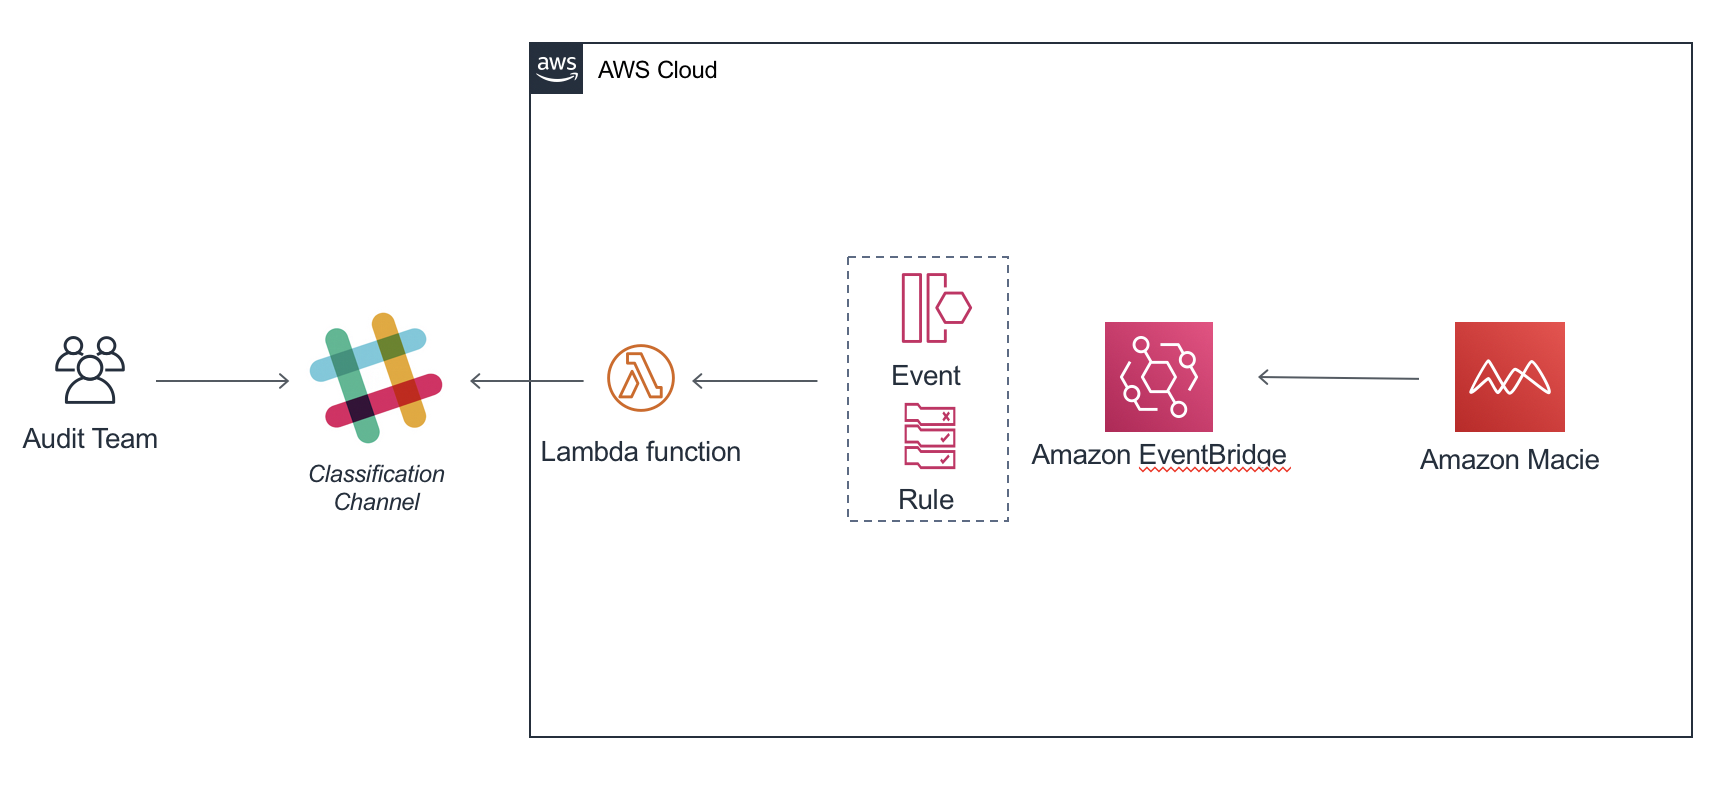 aws
AWS Cloud
Event
Rule
Audit Team
Classification
Channel
Lambda function
Amazon EventBridge
Amazon Macie